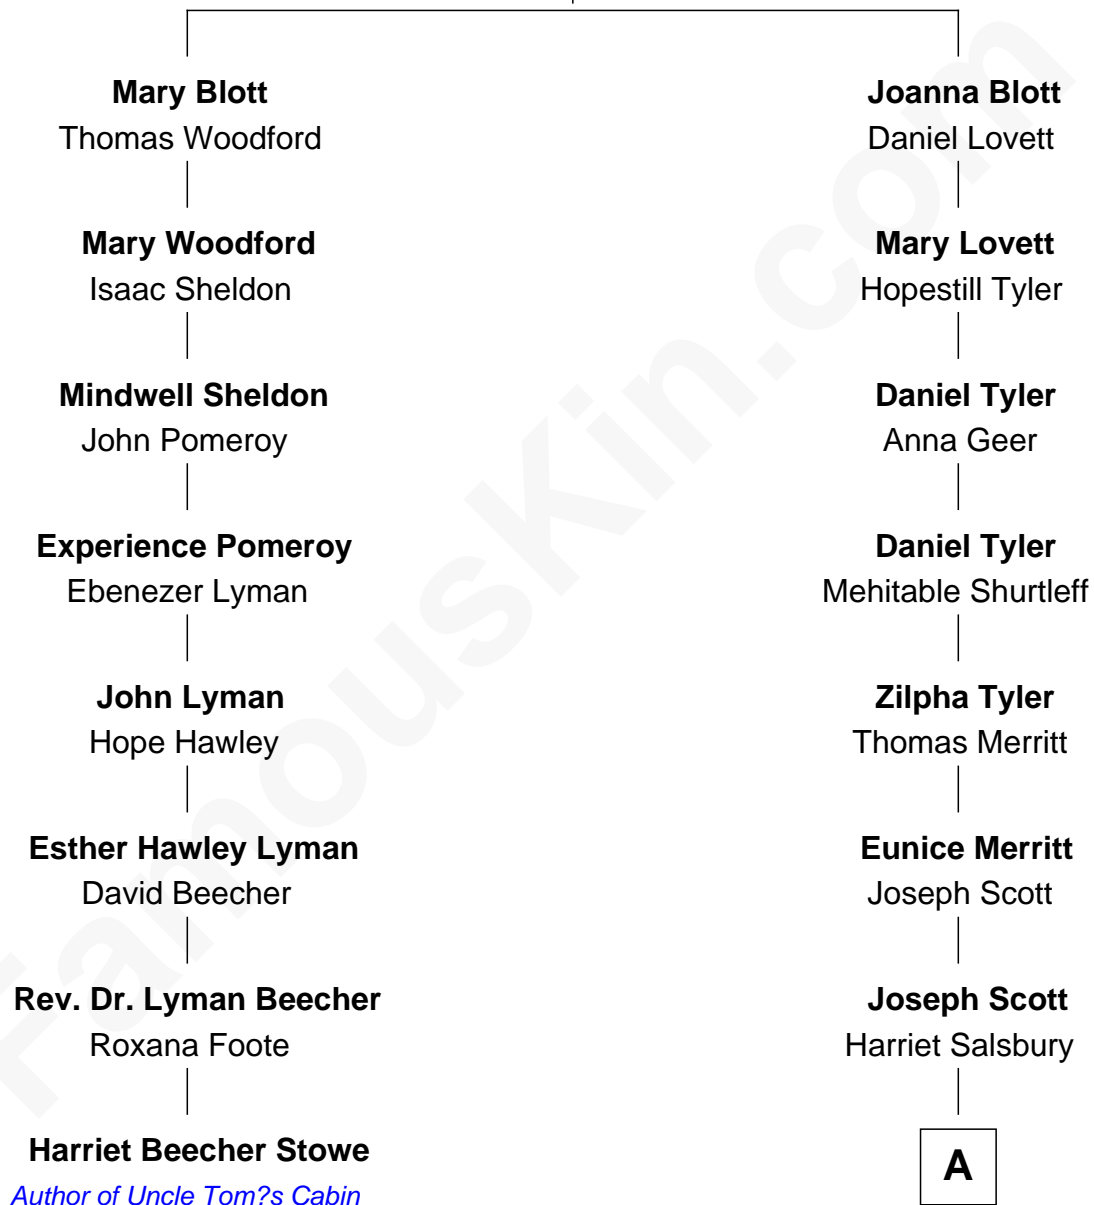 Mary Blott
Thomas Woodford
Mary Woodford
Isaac Sheldon
Mindwell Sheldon
John Pomeroy
Experience Pomeroy
Ebenezer Lyman
John Lyman
Hope Hawley
Esther Hawley Lyman
David Beecher
Rev. Dr. Lyman Beecher
Roxana Foote
Harriet Beecher Stowe
Author of Uncle Tom?s Cabin
Joanna Blott
Daniel Lovett
Mary Lovett
Hopestill Tyler
Daniel Tyler
Anna Geer
Daniel Tyler
Mehitable Shurtleff
Zilpha Tyler
Thomas Merritt
Eunice Merritt
Joseph Scott
Joseph Scott
Harriet Salsbury
A
FamousKin.com